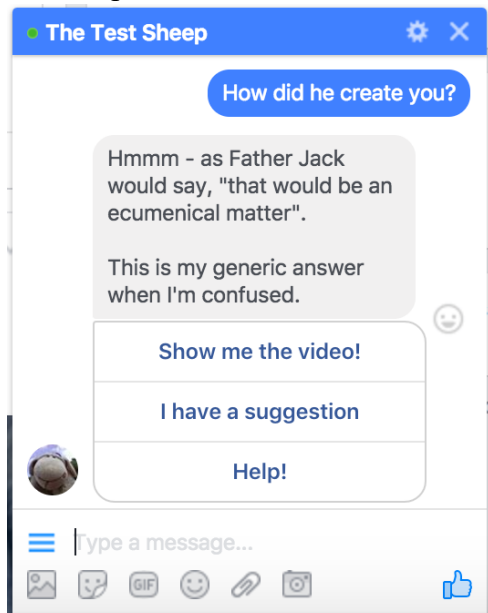 The Test Sheep
How did he create you?
Hmmm - as Father Jack
would say, "that would be an
ecumenical matter".
This is my generic answer
when I'm confused.
Show me the video!
I have a suggestion
Help!
Type a message...
GIF